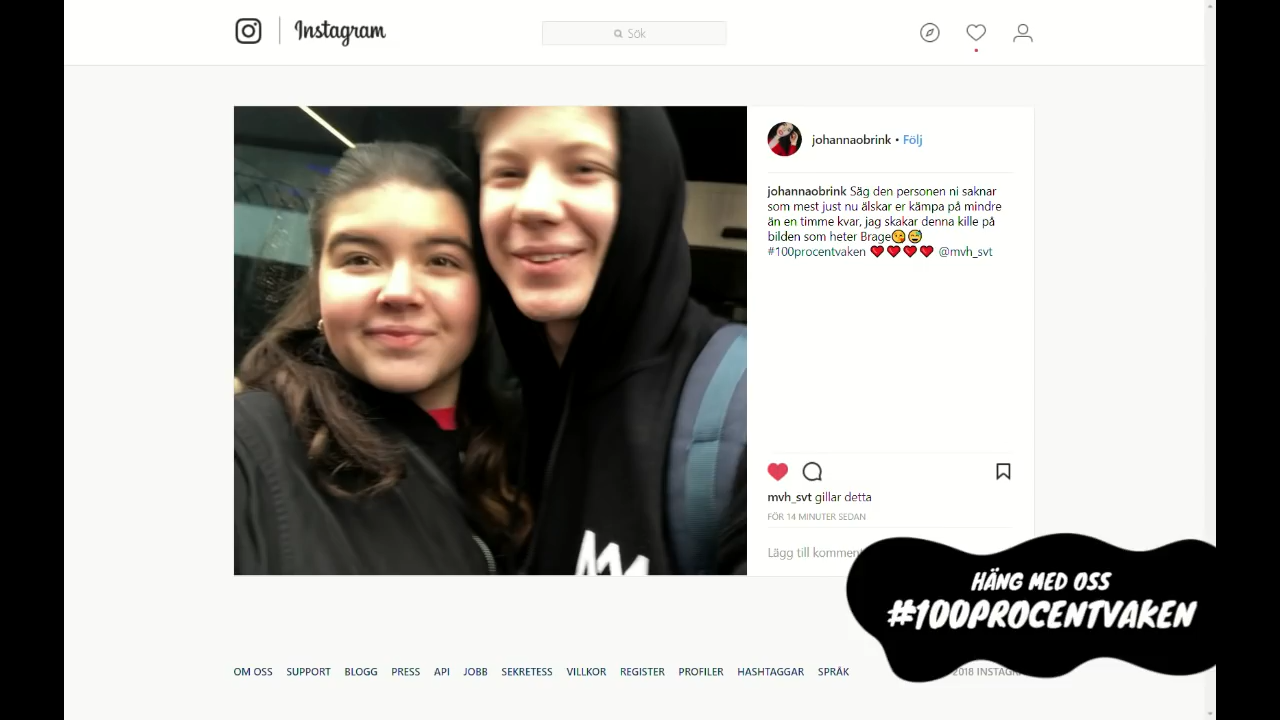 Instagram
Sök
johannaobrink • Följ
johannaobrink Säg den personen ni saknar
som mest just nu älskar er kämpa på mindre
än en timme kvar, jag skakar denna kille på
bilden som heter Brage😘😅
#100procentvaken ♥♥♥♥ @mvh_svt
mvh_svt gillar detta
FÖR 14 MINUTER SEDAN
Lägg till komment
HÄNG MED OSS
#100PROCENTVAKEN
OM OSS SUPPORT BLOGG PRESS API JOBB SEKRETESS VILLKOR REGISTER PROFILER HASHTAGGAR SPRÅK
2018 INSTAG